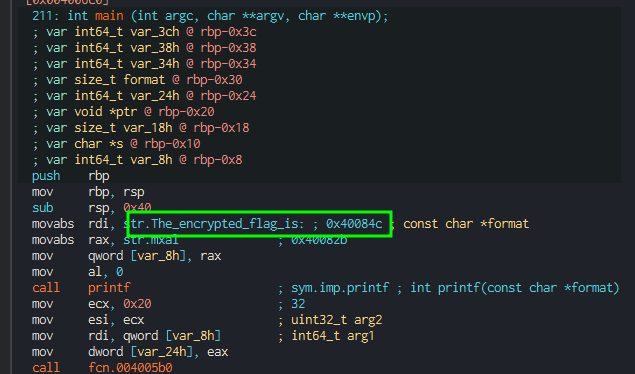 211: int main (int argc, char **argv, char **envp);
; var int64_t var_3ch @ rbp-0x3c
; var int64_t var_38h @ rbp-0x38
; var int64_t var_34h @ rbp-0x34
; var size_t format @ rbp-0x30
; var int64_t var_24h @ rbp-0x24
; var void *ptr @ rbp-0x20
; var size_t var_18h @ rbp-0x18
; var char *s @ rbp-0x10
; var int64_t var_8h @ rbp-0x8
push rbp
mov rbp, rsp
sub rsp, 0x40
movabs rdi, str.The_encrypted_flag_is: ; 0x40084c ; const char *format
movabs rax, str.mxal ; 0x40082b
mov qword [var_8h], rax
mov al, 0
call printf ; sym.imp.printf ; int printf(const char *format)
mov ecx, 0x20 ; 32
mov esi, ecx ; uint32_t arg2
mov rdi, qword [var_8h] ; int64_t arg1
mov dword [var_24h], eax
call fcn.004005b0